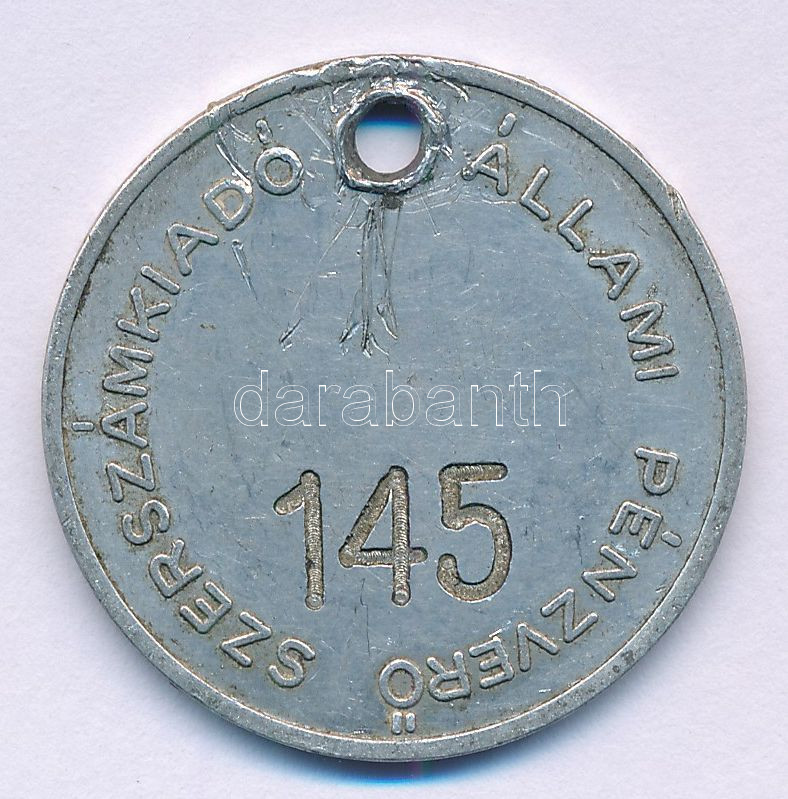 ÁLLAMI PÉNZVERŐ SZERSZÁMKIADÓ
darabanth
145